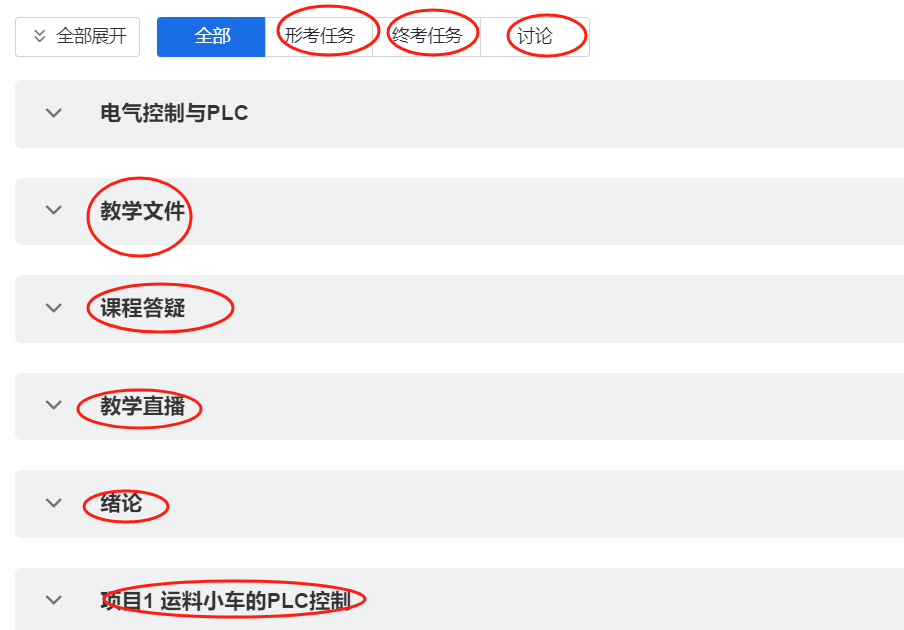 全部展开 全部 形考任务 终考任务 讨论
电气控制与PLC
教学文件
课程答疑
教学直播
绪论
项目1 运料小车的PLC控制